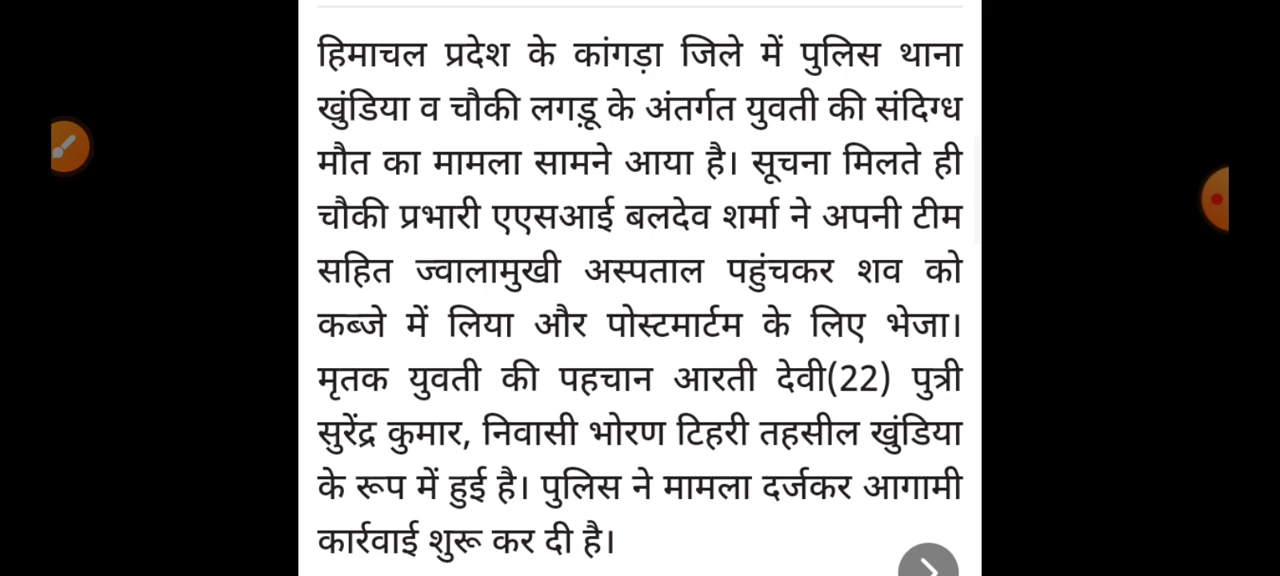 हिमाचल प्रदेश के कांगड़ा जिले में पुलिस थाना
खुंडिया व चौकी लगड़ू के अंतर्गत युवती की संदिग्ध
मौत का मामला सामने आया है। सूचना मिलते ही
चौकी प्रभारी एएसआई बलदेव शर्मा ने अपनी टीम
सहित ज्वालामुखी अस्पताल पहुंचकर शव को
कब्जे में लिया और पोस्टमार्टम के लिए भेजा।
मृतक युवती की पहचान आरती देवी(22) पुत्री
सुरेंद्र कुमार, निवासी भोरण टिहरी तहसील खुंडिया
के रूप में हुई है। पुलिस ने मामला दर्जकर आगामी
कार्रवाई शुरू कर दी है।